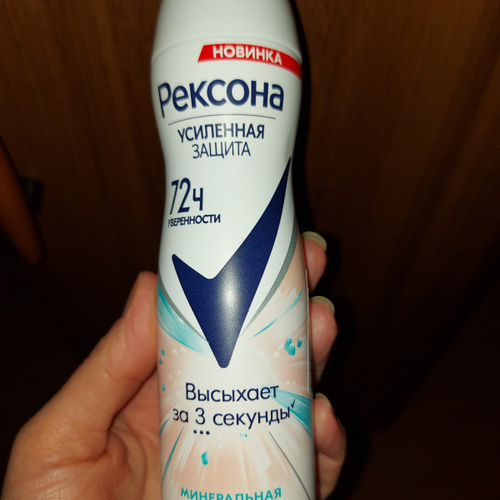 НОВИНКА
Рексона
УСИЛЕННАЯ
ЗАЩИТА
72ч
УВЕРЕННОСТИ
Высыхает
за 3 секунды
МИНЕРАЛЬНАЯ